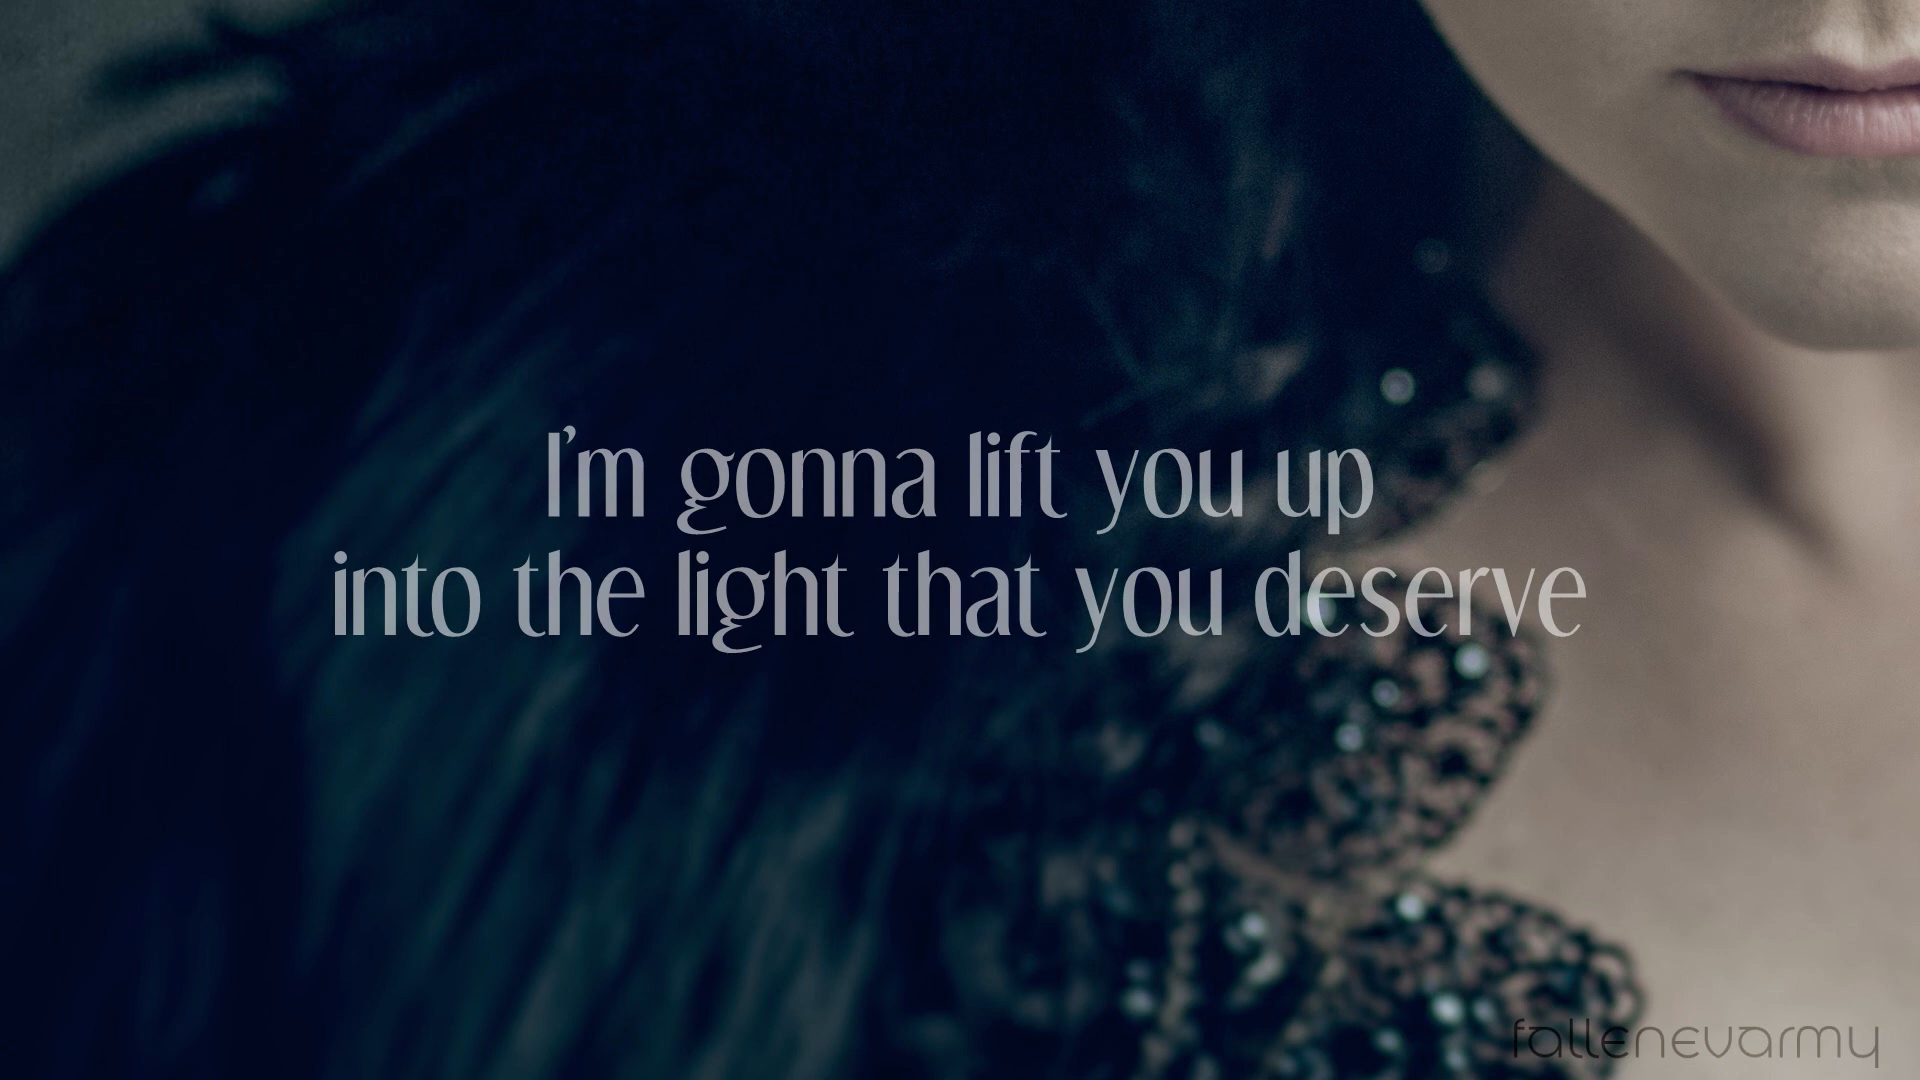 I'm gonna lift you up
into the light that you deserve
fallenevarmy